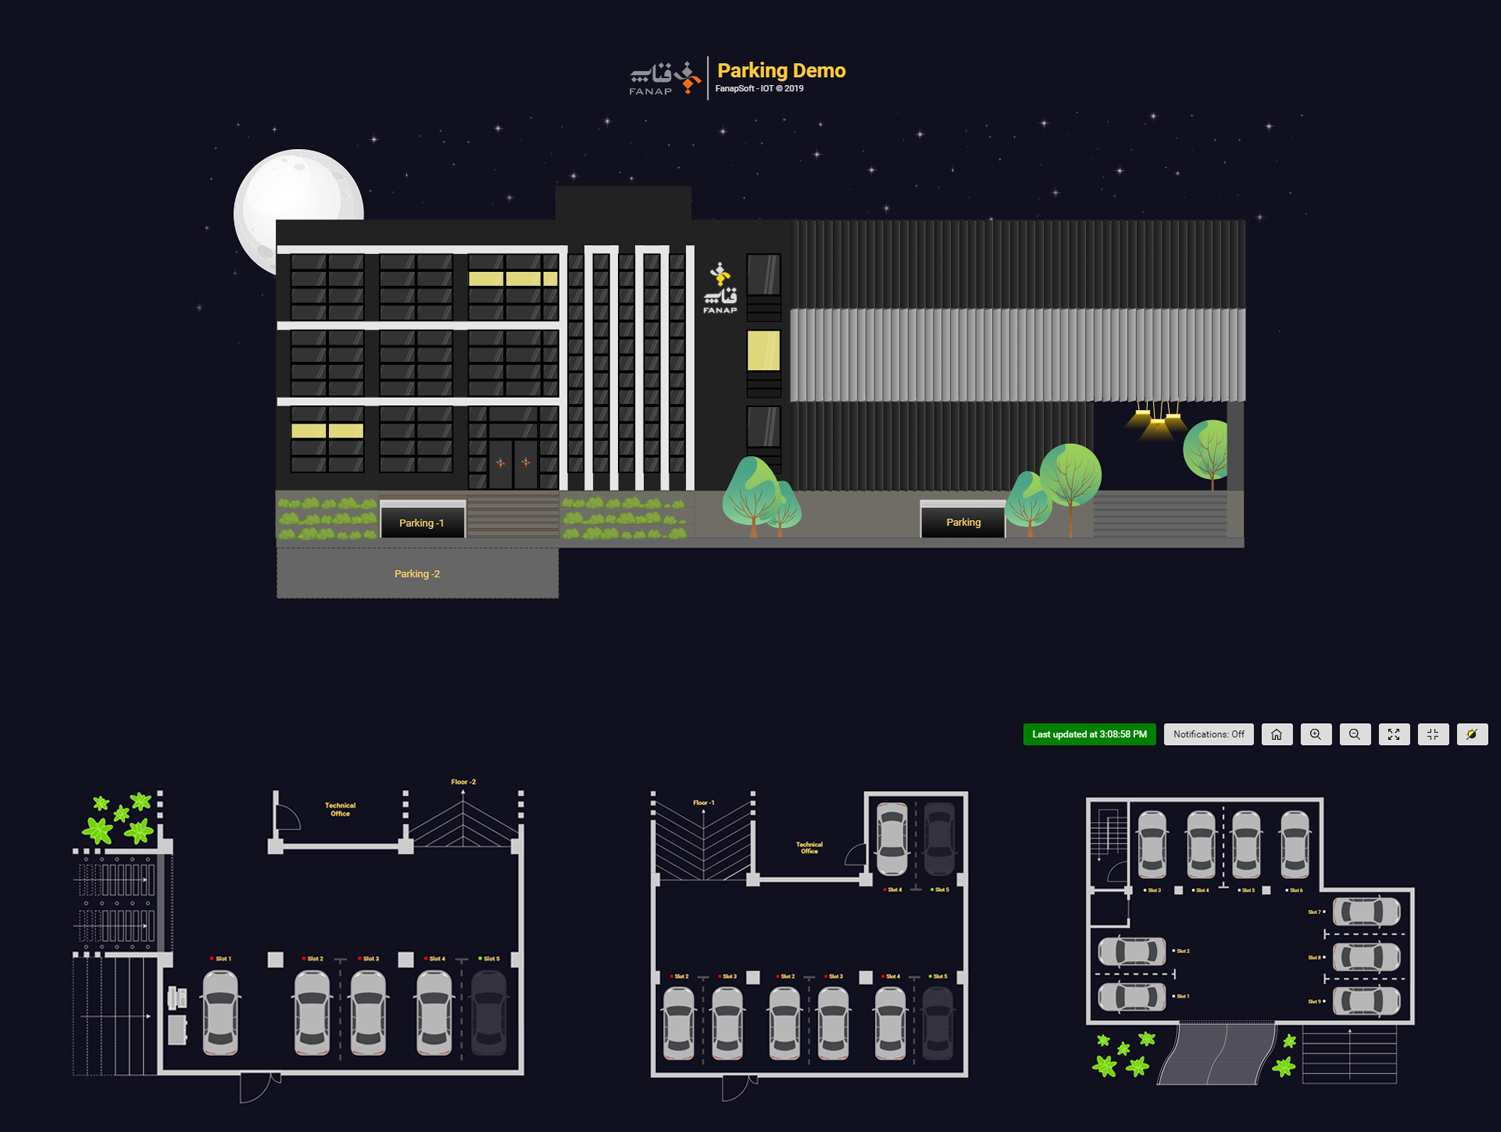 فناپ
FANAP
Parking Demo
FanapSoft - IOT © 2019
فناپ
FANAP
Parking -1
Parking
Parking -2
Last updated at 3:08:58 PM
Notifications: Off
Floor -2
Technical
Office
Slot 1
Slot 2
Slot 3
Slot 4
Slot 5
Floor -1
Technical
Office
Slot 4
Slot 5
Slot 2
Slot 3
Slot 2
Slot 3
Slot 4
Slot 5
Slot 3
Slot 4
Slot 5
Slot 6
Slot 7
Slot 2
Slot 8
Slot 1
Slot 9